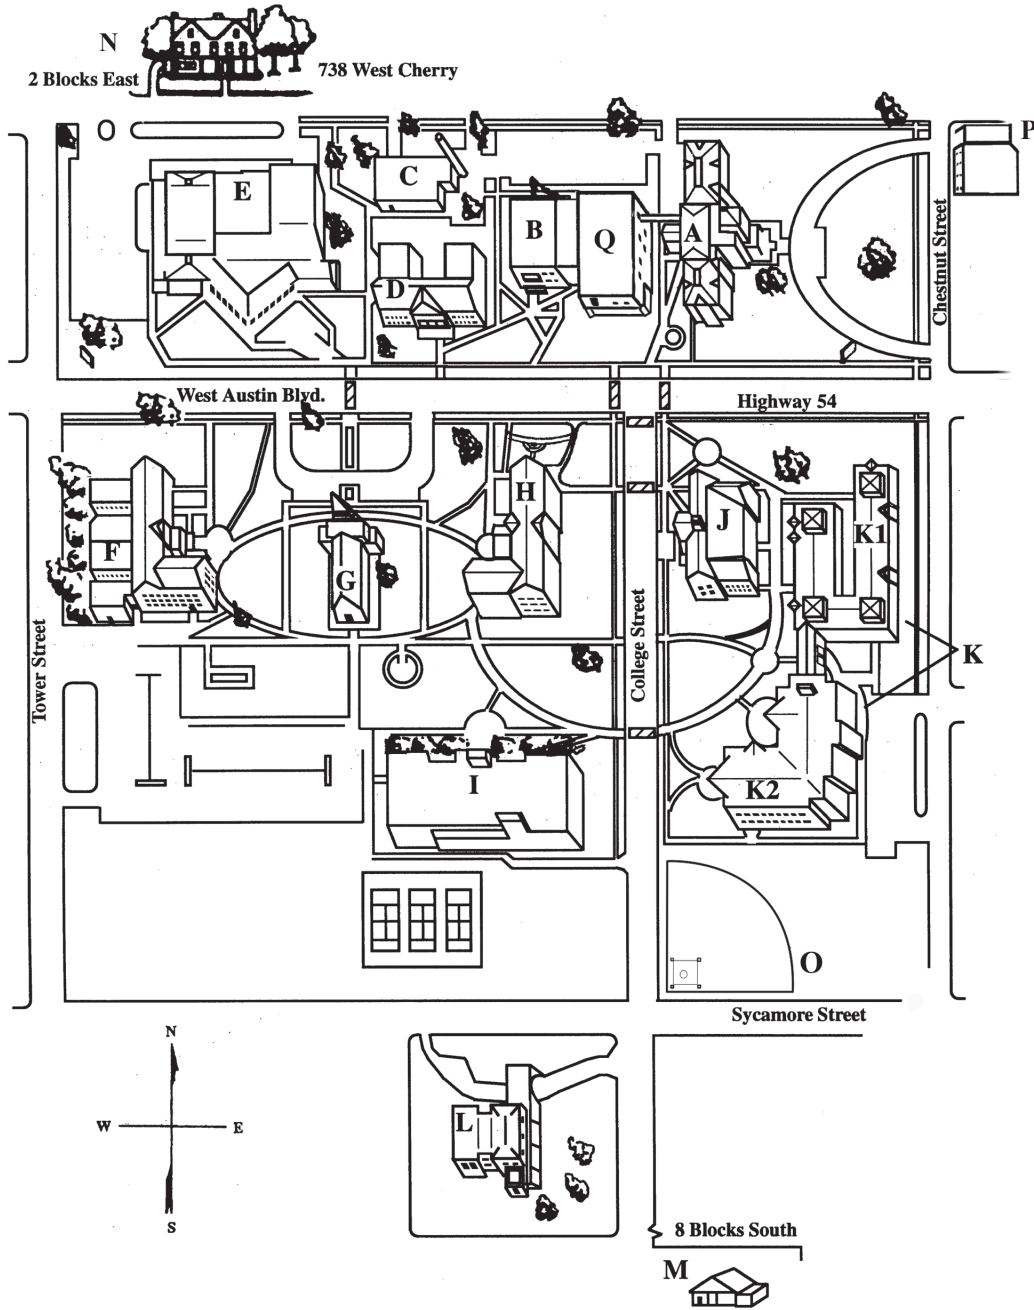 N
2 Blocks East
738 West Cherry
O
P
E
C
B
Q
A
D
Chestnut Street
West Austin Blvd.
Highway 54
H
J
K1
F
G
College Street
Tower Street
K
I
K2
O
Sycamore Street
N
W
E
S
L
8 Blocks South
M